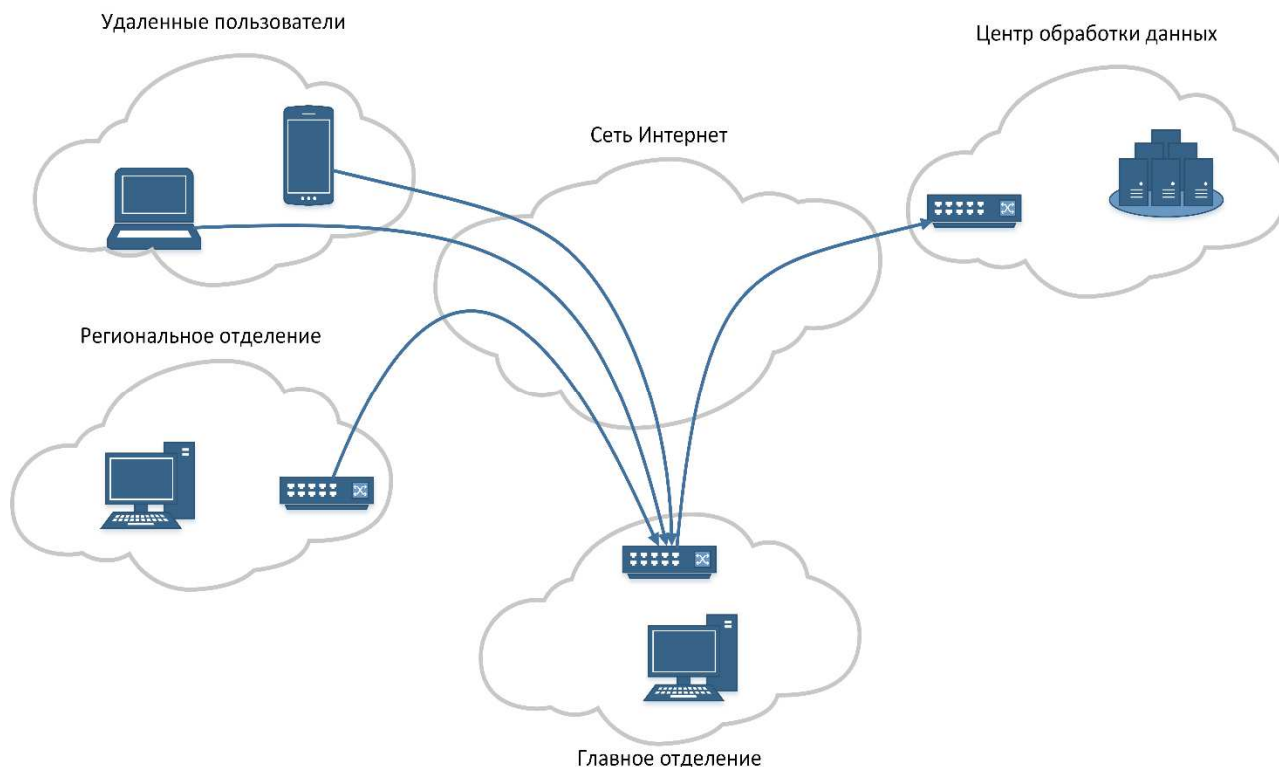 Удаленные пользователи
Центр обработки данных
Сеть Интернет
Региональное отделение
Главное отделение